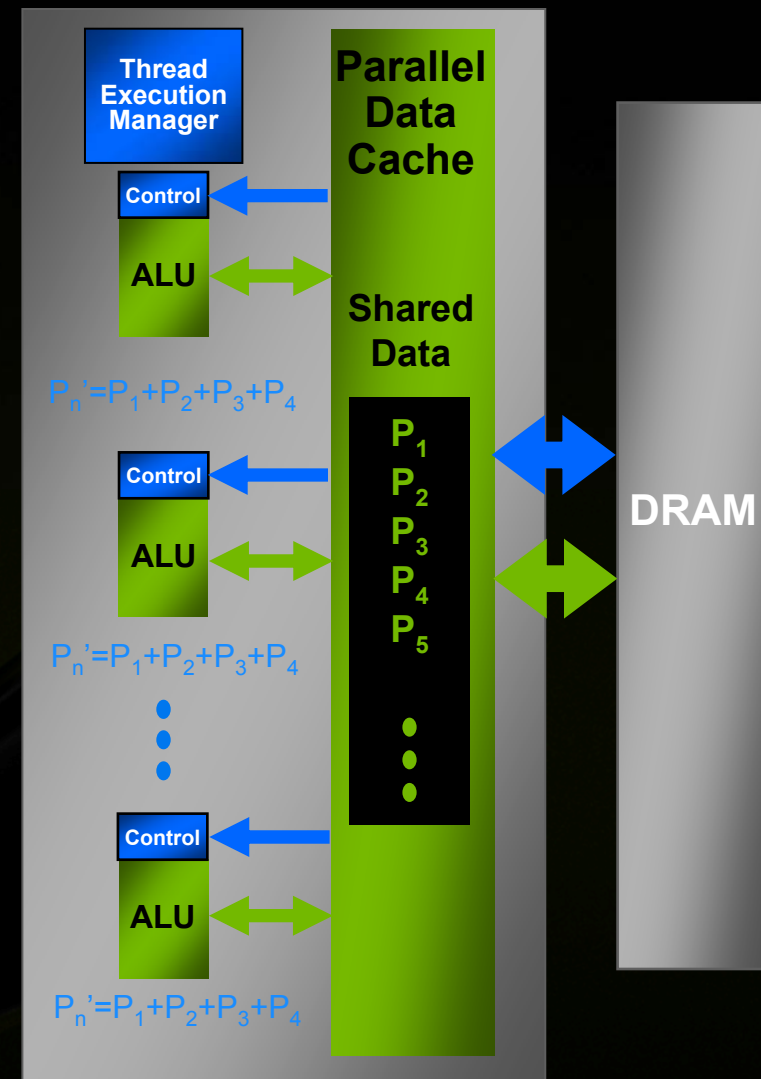 Thread
Execution
Manager
Control
ALU
Pn’=P1+P2+P3+P4
Control
ALU
Pn’=P1+P2+P3+P4
Control
ALU
Pn’=P1+P2+P3+P4
Parallel
Data
Cache
Shared
Data
P1
P2
P3
P4
P5
DRAM